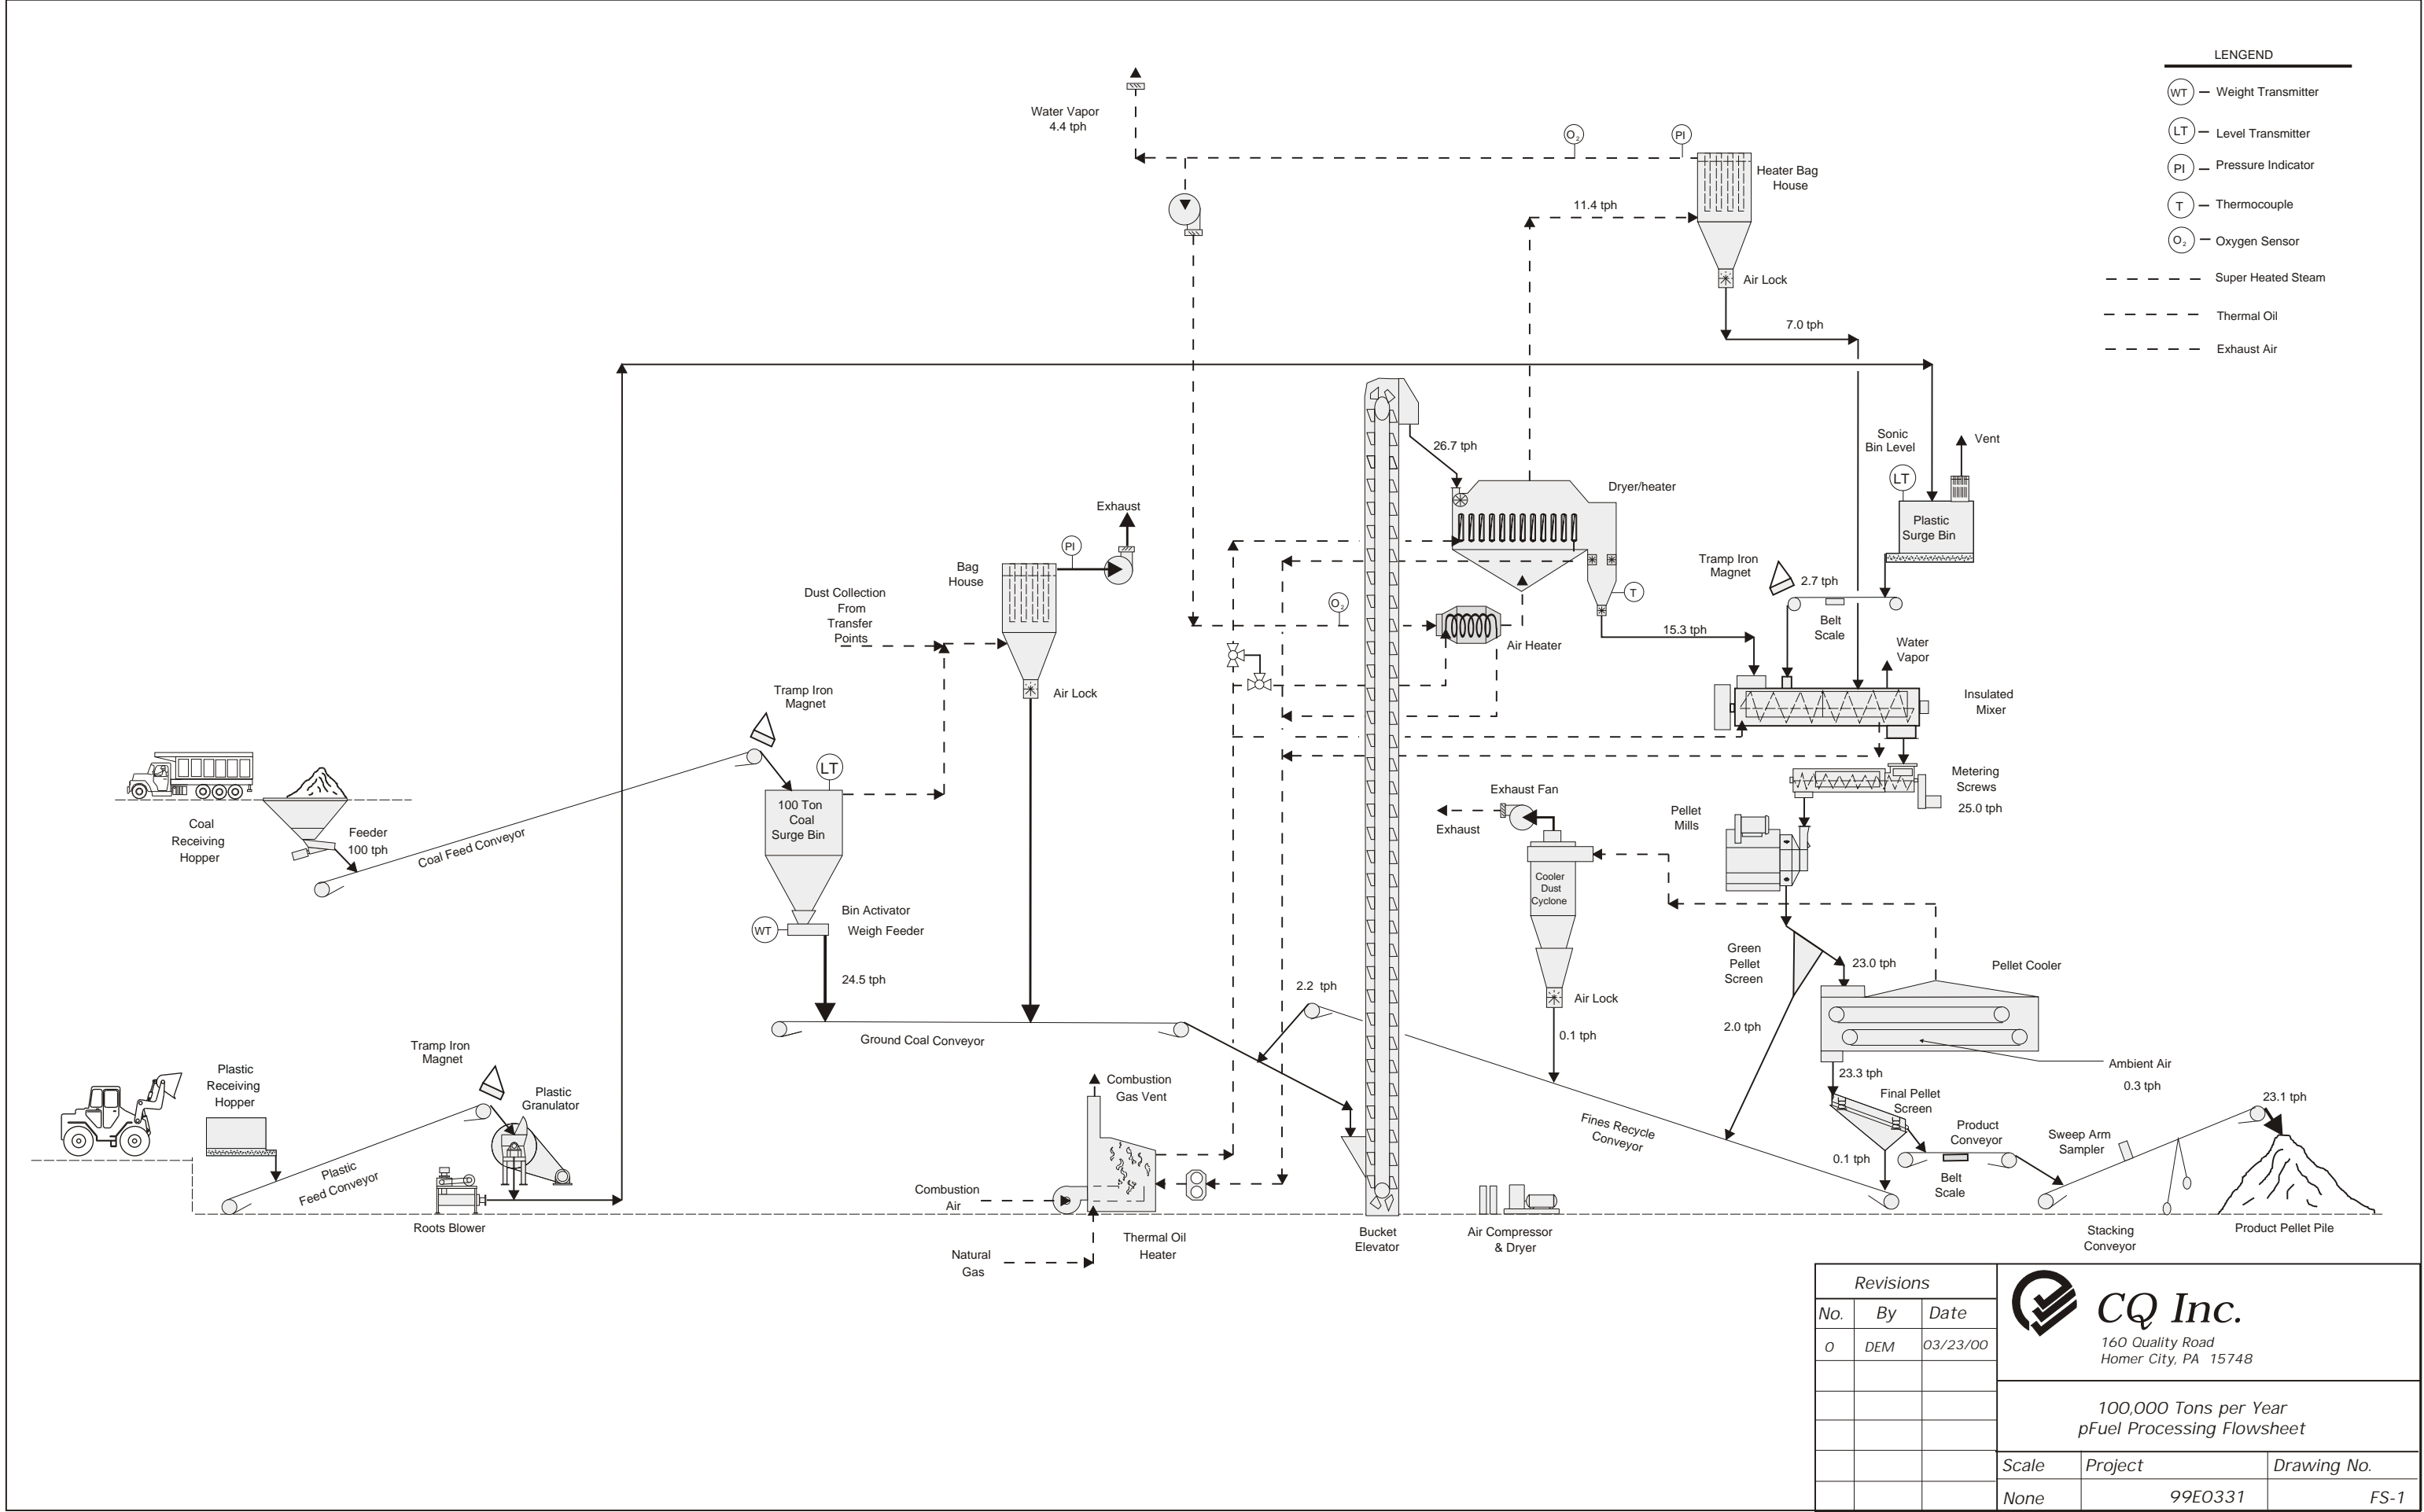 LENGEND
WT
Weight Transmitter
LT
Level Transmitter
PI
Pressure Indicator
T
Thermocouple
O2
Oxygen Sensor
Super Heated Steam
Thermal Oil
Exhaust Air
Water Vapor
4.4 tph
O2
PI
Heater Bag
House
11.4 tph
Air Lock
7.0 tph
26.7 tph
Sonic
Bin Level
Vent
LT
Dryer/heater
Plastic
Surge Bin
Exhaust
PI
Bag
House
Tramp Iron
Magnet
2.7 tph
T
O2
Dust Collection
From
Transfer
Points
Belt
Scale
15.3 tph
Air Heater
Water
Vapor
Air Lock
Tramp Iron
Magnet
Insulated
Mixer
LT
Metering
Screws
25.0 tph
100 Ton
Coal
Surge Bin
Exhaust Fan
Exhaust
Pellet
Mills
Coal
Receiving
Hopper
Feeder
100 tph
Coal Feed Conveyor
Cooler
Dust
Cyclone
Bin Activator
WT
Weigh Feeder
Green
Pellet
Screen
23.0 tph
Pellet Cooler
24.5 tph
2.2 tph
Air Lock
2.0 tph
0.1 tph
Ground Coal Conveyor
Tramp Iron
Magnet
Ambient Air
0.3 tph
Plastic
Receiving
Hopper
Plastic
Granulator
Combustion
Gas Vent
23.3 tph
Final Pellet
Screen
23.1 tph
Fines Recycle
Conveyor
Product
Conveyor
Sweep Arm
Sampler
0.1 tph
Plastic
Feed Conveyor
Belt
Scale
Combustion
Air
Roots Blower
Thermal Oil
Heater
Natural
Gas
Bucket
Elevator
Air Compressor
& Dryer
Stacking
Conveyor
Product Pellet Pile
Revisions
No. By Date
0 DEM 03/23/00
CQ Inc.
160 Quality Road
Homer City, PA 15748
100,000 Tons per Year
pFuel Processing Flowsheet
Scale Project Drawing No.
None 99E0331 FS-1